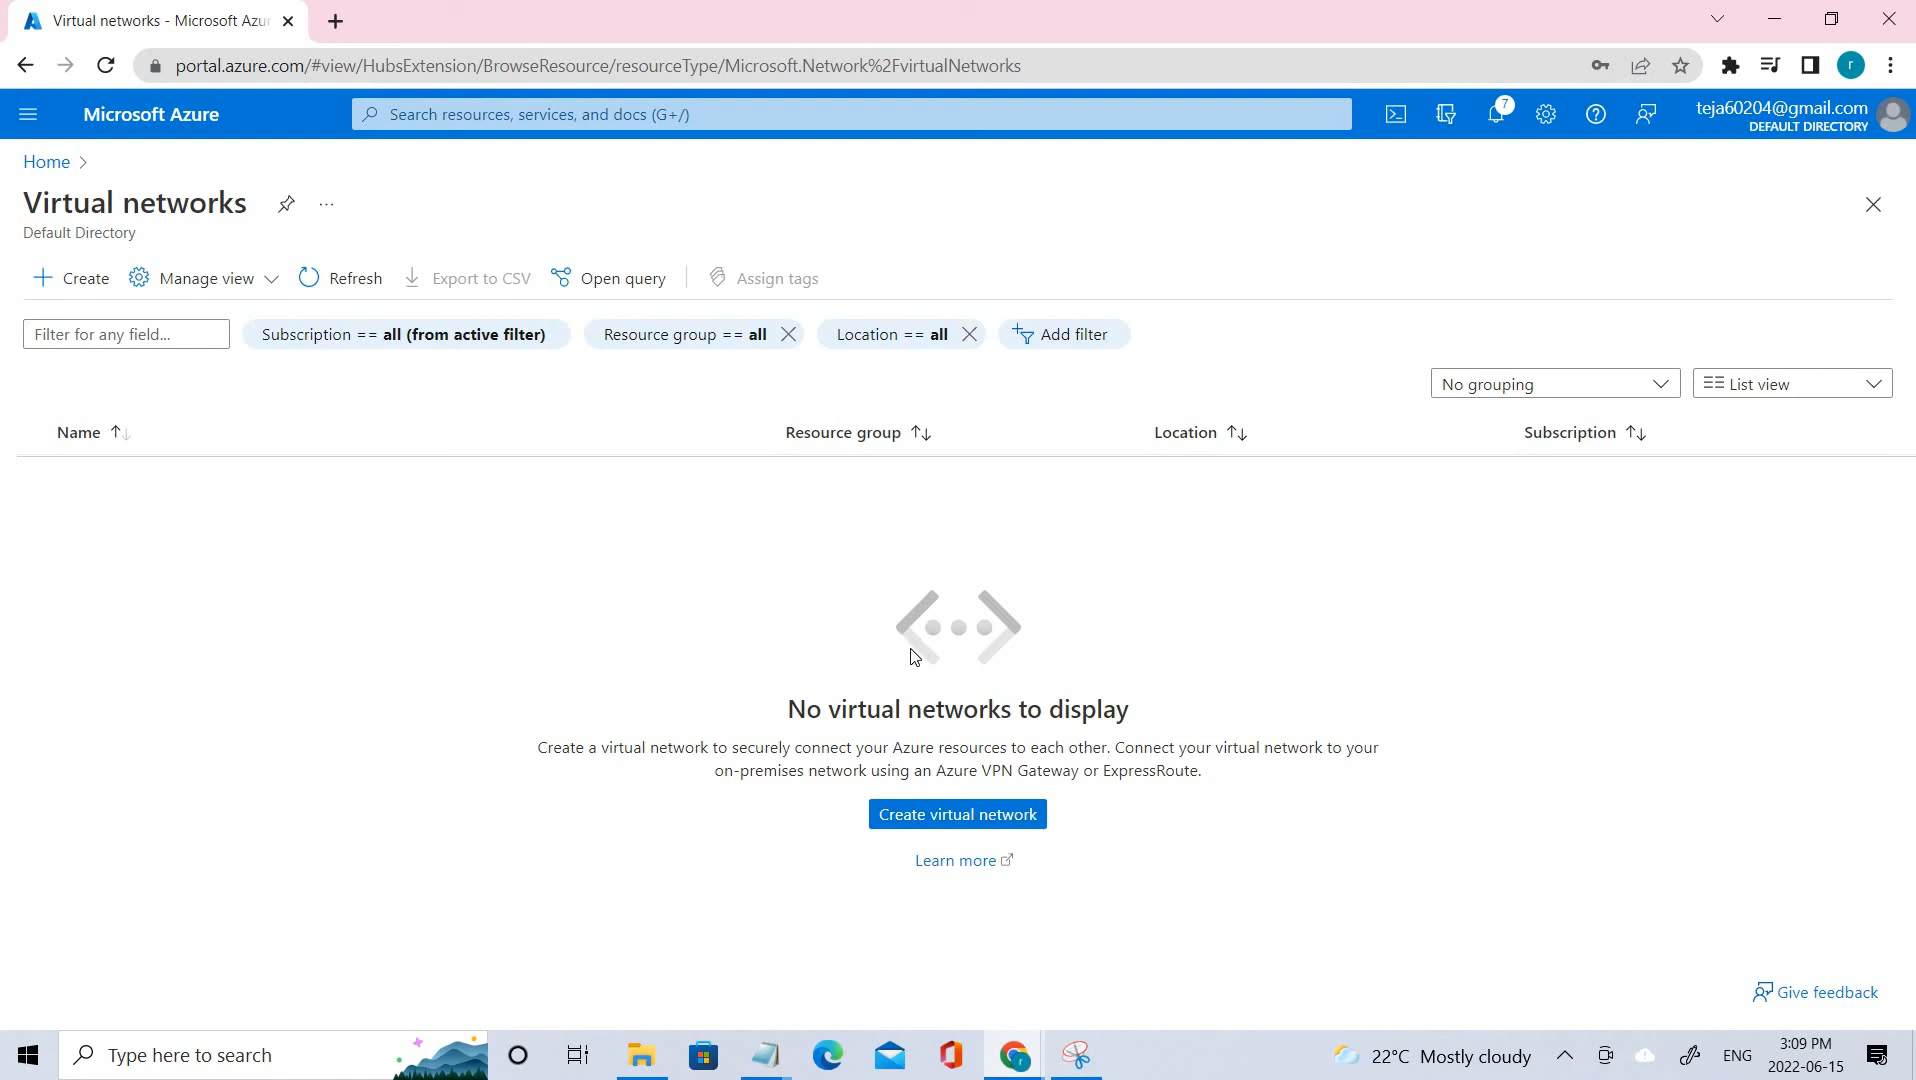 Virtual networks - Microsoft Azu
portal.azure.com/#view/HubsExtension/BrowseResource/resourceType/Microsoft.Network%2FvirtualNetworks
r
Microsoft Azure
Search resources, services, and docs (G+/)
7
teja60204@gmail.com
DEFAULT DIRECTORY
Home
Virtual networks
Default Directory
Create
Manage view
Refresh
Export to CSV
Open query
Assign tags
Filter for any field...
Subscription == all (from active filter)
Resource group == all
Location == all
Add filter
No grouping
List view
Name
Resource group
Location
Subscription
No virtual networks to display
Create a virtual network to securely connect your Azure resources to each other. Connect your virtual network to your
on-premises network using an Azure VPN Gateway or ExpressRoute.
Create virtual network
Learn more
Give feedback
Type here to search
r
22°C Mostly cloudy
ENG
3:09 PM
2022-06-15